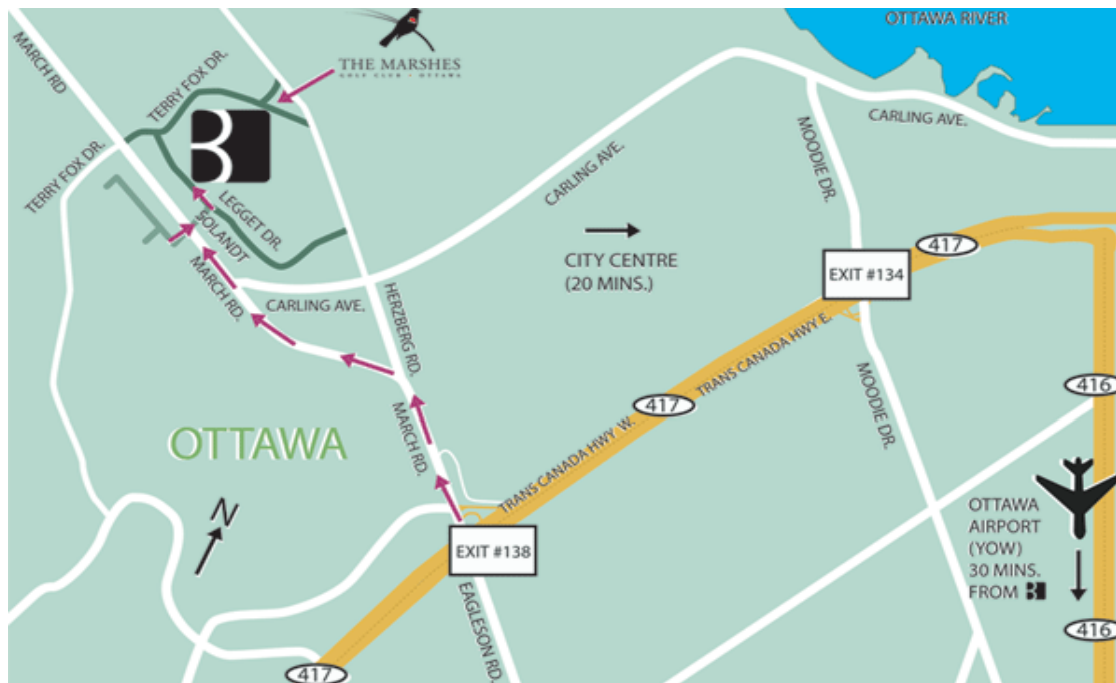 OTTAWA RIVER
MARCH RD
THE MARSHES
GOLF CLUB • OTTAWA
TERRY FOX DR.
TERRY FOX DR.
CARLING AVE.
MOODIE DR.
CARLING AVE.
LEGGET DR.
SOLANDT
417
CITY CENTRE
(20 MINS.)
EXIT #134
MARCH RD.
CARLING AVE.
HERZBERG RD.
TRANS CANADA HWY E.
417
MOODIE DR.
416
MARCH RD.
OTTAWA
TRANS CANADA HWY W.
N
OTTAWA
AIRPORT
(YOW)
30 MINS.
FROM B
EXIT #138
EAGLESON RD.
416
417